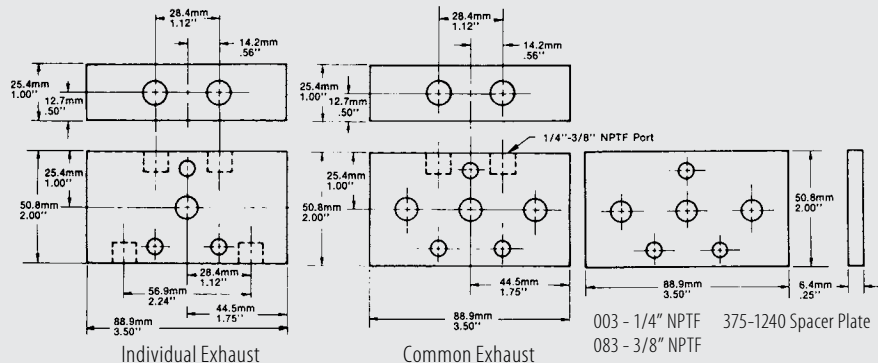 28.4mm
1.12"
14.2mm
.56"
25.4mm
1.00"
12.7mm
.50"
25.4mm
1.00"
50.8mm
2.00"
28.4mm
1.12"
56.9mm
2.24"
44.5mm
1.75"
88.9mm
3.50"
Individual Exhaust
28.4mm
1.12"
14.2mm
.56"
25.4mm
1.00"
12.7mm
.50"
1/4"-3/8" NPTF Port
25.4mm
1.00"
50.8mm
2.00"
44.5mm
1.75"
88.9mm
3.50"
Common Exhaust
50.8mm
2.00"
88.9mm
3.50"
6.4mm
.25"
003 - 1/4” NPTF
083 - 3/8” NPTF
375-1240 Spacer Plate